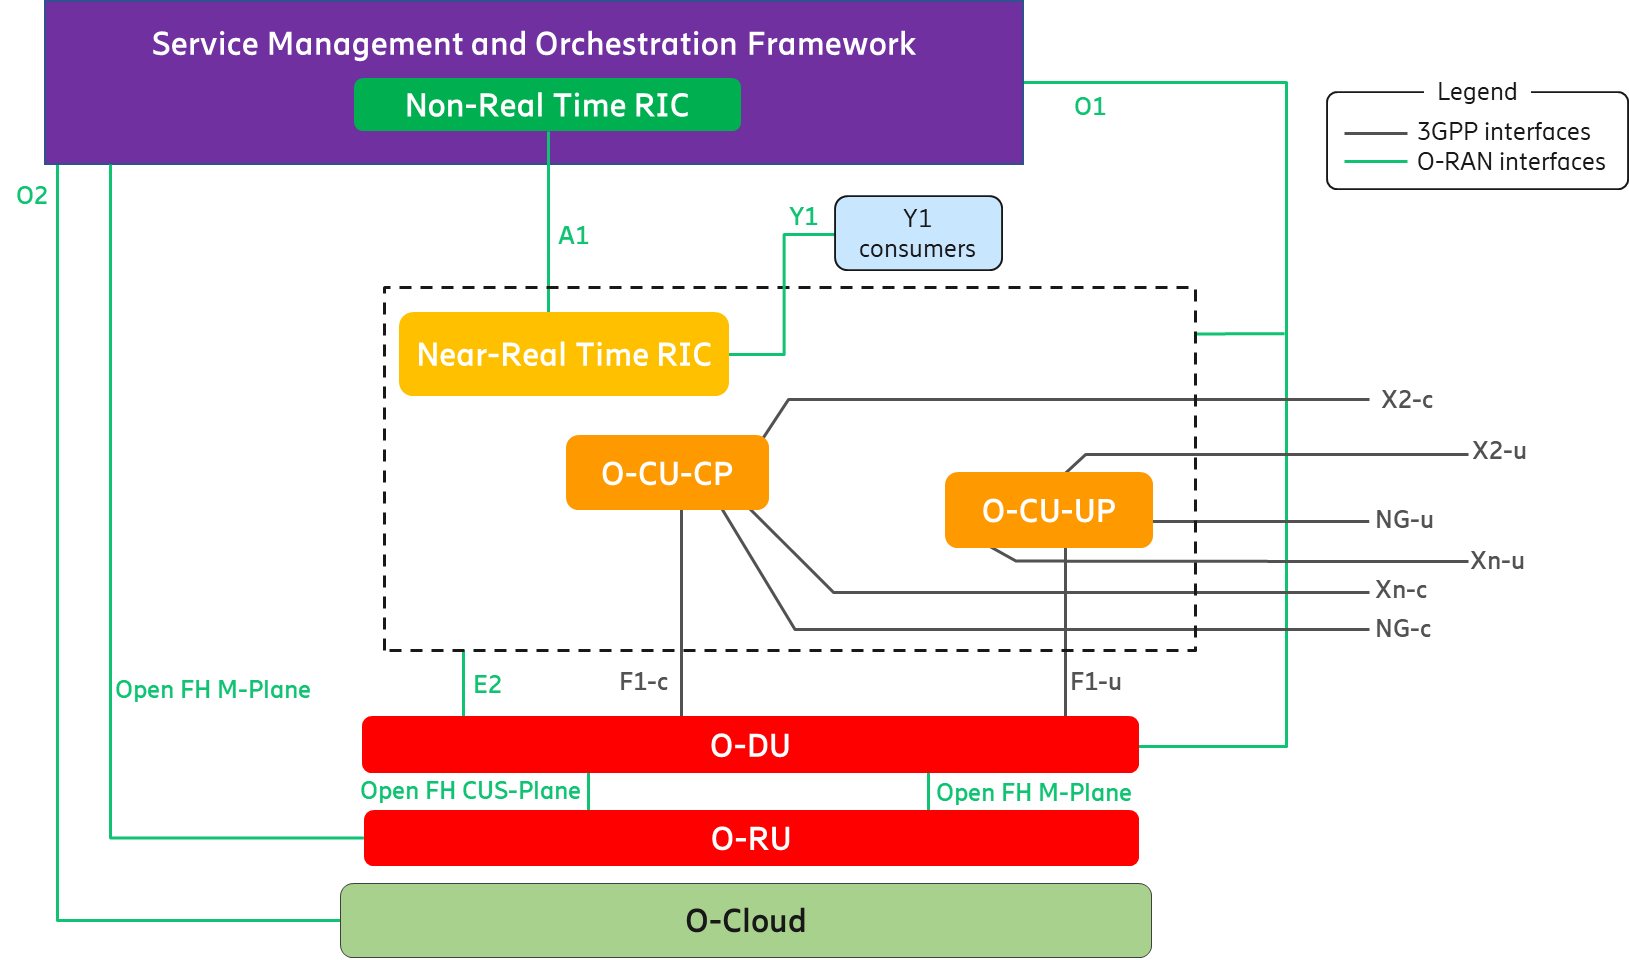 Service Management and Orchestration Framework
Non-Real Time RIC
O1
Legend
3GPP interfaces
O-RAN interfaces
O2
A1
Y1
Y1
consumers
Near-Real Time RIC
X2-c
O-CU-CP
X2-u
O-CU-UP
NG-u
Xn-u
Xn-c
NG-c
Open FH M-Plane
E2
F1-c
F1-u
O-DU
Open FH CUS-Plane
Open FH M-Plane
O-RU
O-Cloud